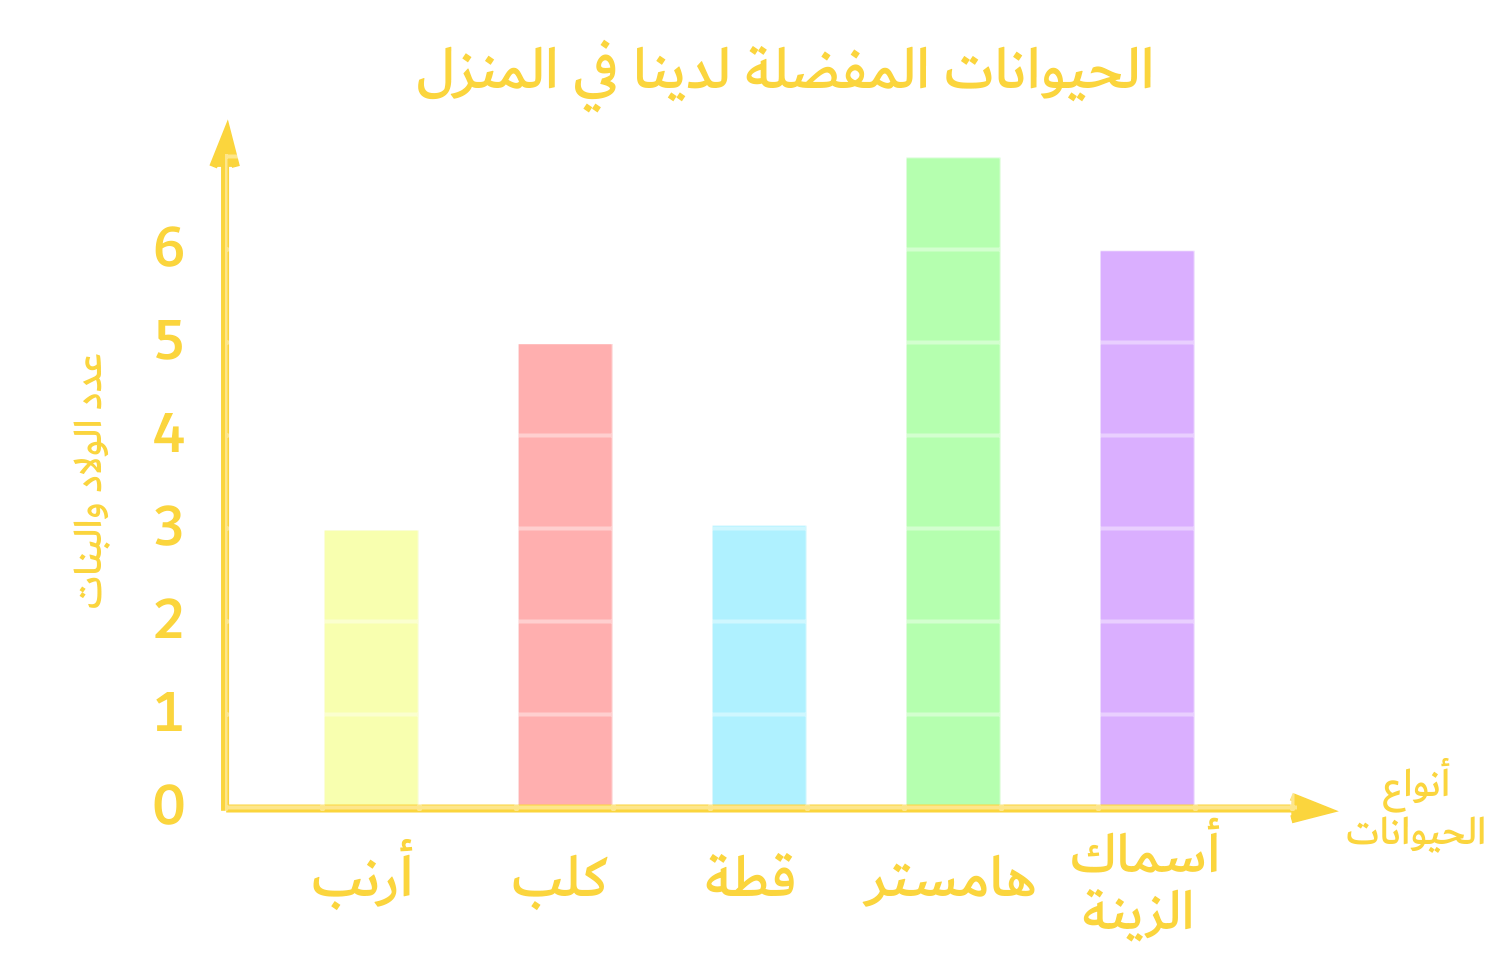 الحيوانات المفضلة لدينا في المنزل
عدد الولاد والبنات
6
5
4
3
2
1
0
أرنب
كلب
قطة
هامستر
أسماك
الزينة
أنواع
الحيوانات